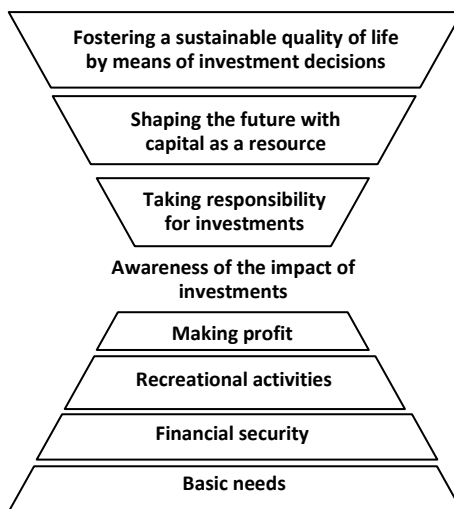 Fostering a sustainable quality of life
by means of investment decisions
Shaping the future with
capital as a resource
Taking responsibility
for investments
Awareness of the impact of
investments
Making profit
Recreational activities
Financial security
Basic needs